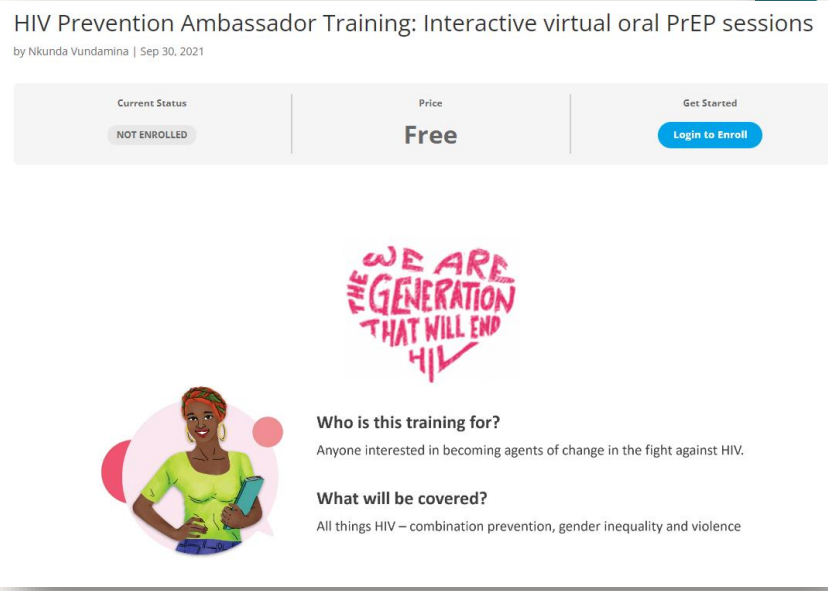 HIV Prevention Ambassador Training: Interactive virtual oral PrEP sessions
by Nkunda Vundamina | Sep 30, 2021
Current Status
NOT ENROLLED
Price
Free
Get Started
Login to Enroll
WE ARE
THE GENERATION
THAT WILL END
HIV
Who is this training for?
Anyone interested in becoming agents of change in the fight against HIV.
What will be covered?
All things HIV – combination prevention, gender inequality and violence